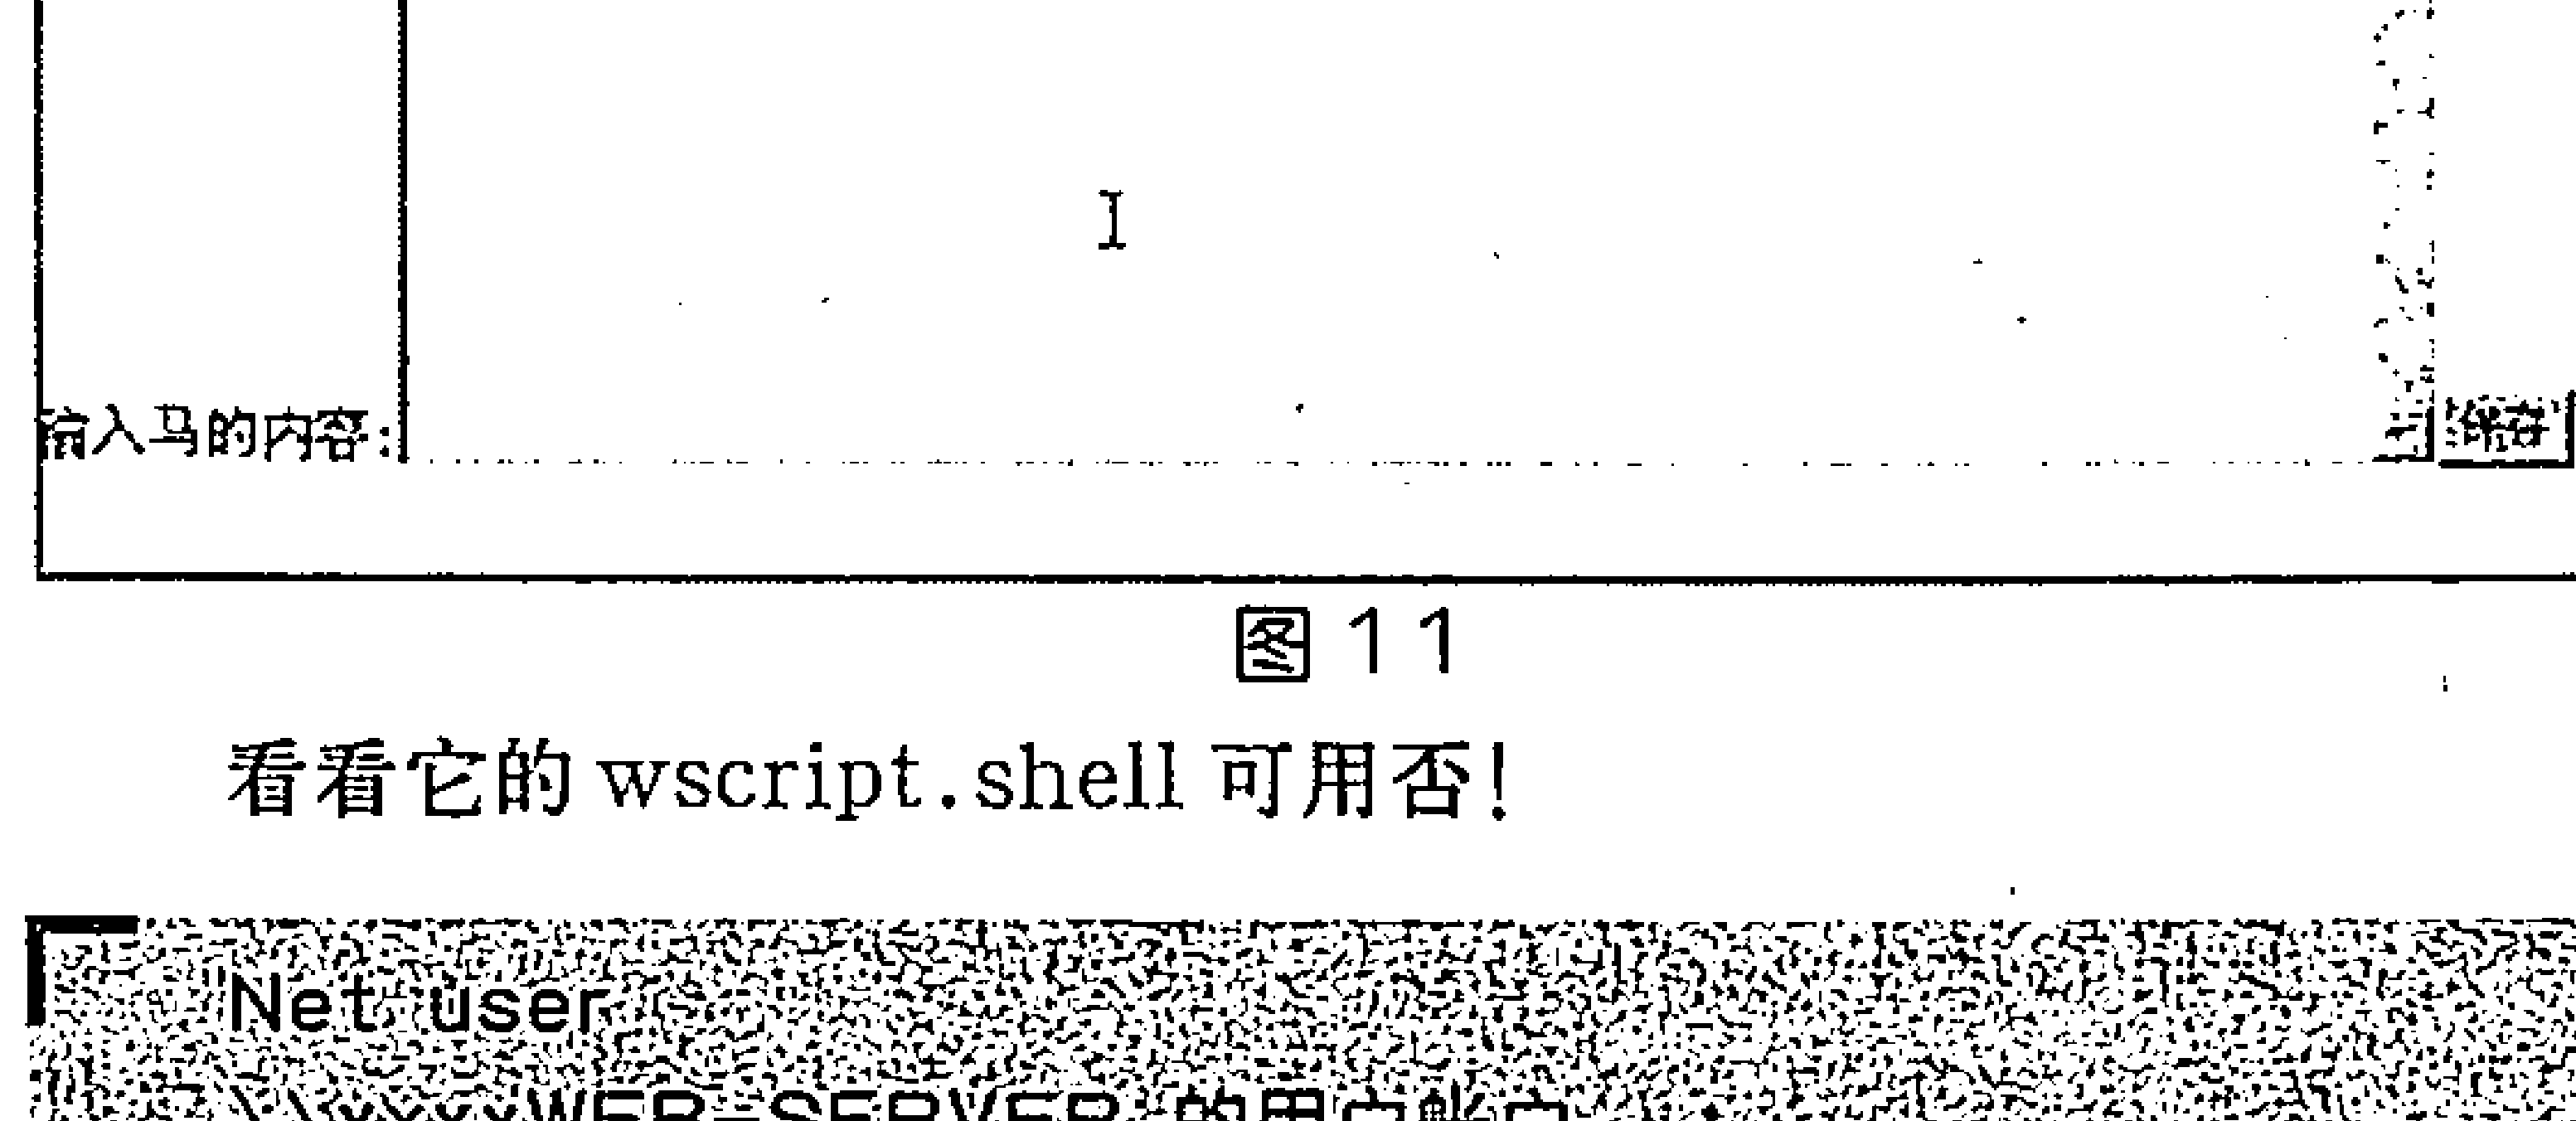 输入马的内容: 保存
图 11
看看它的 wscript.shell 可用否!
Net user
\\xxxxWEB-SERVER 的用户帐户